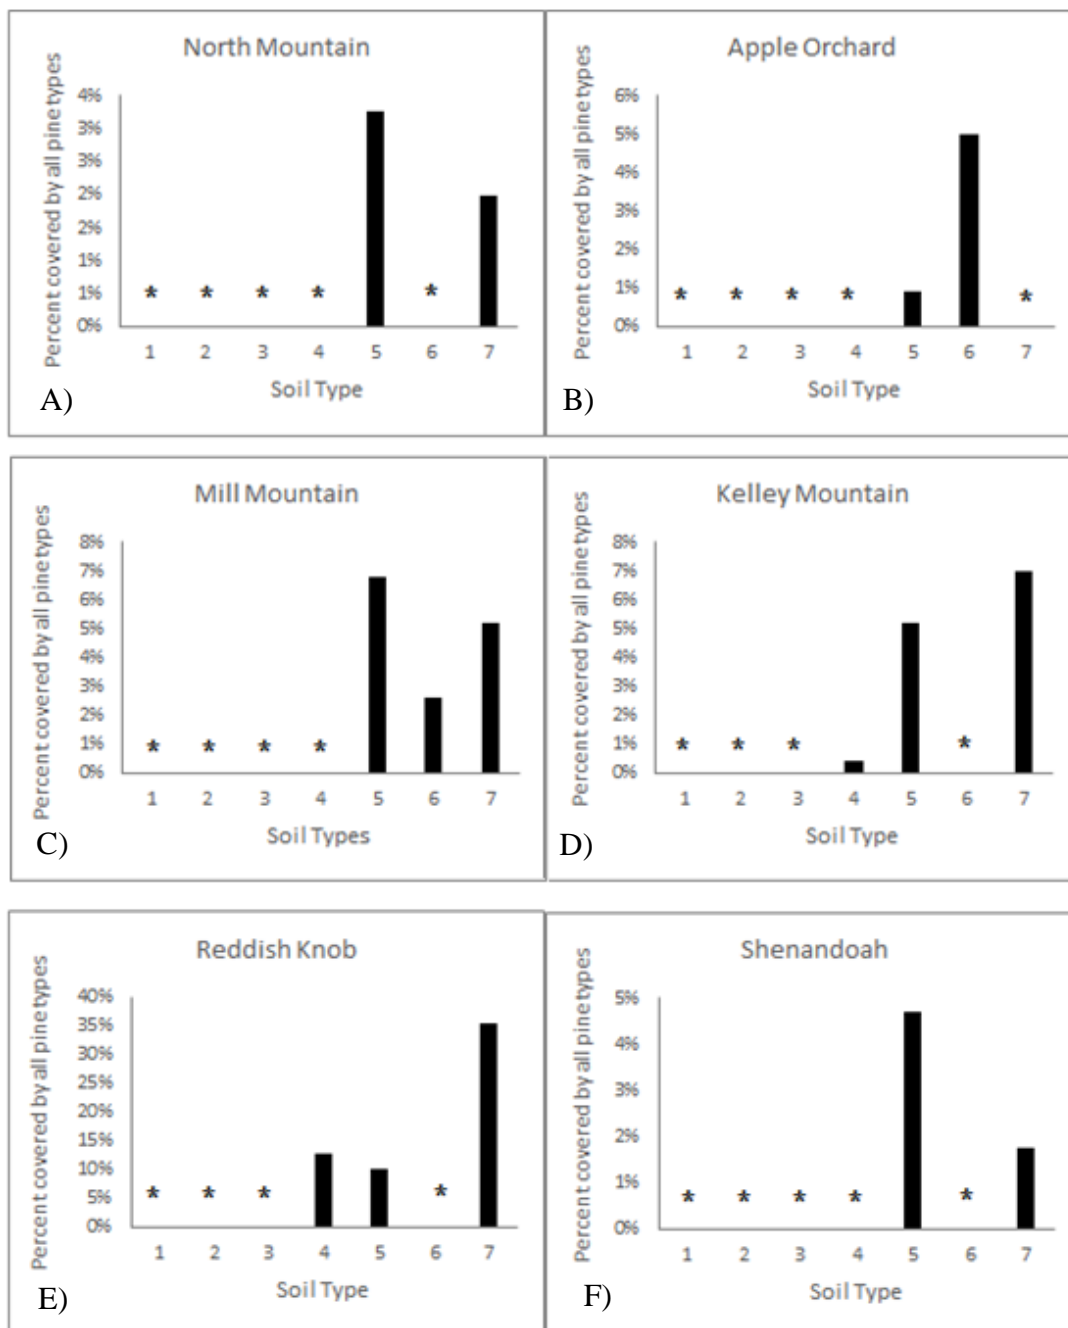 North Mountain
Percent covered by all pine types
4%
3%
3%
2%
2%
1%
1%
0%
* * * * *
1 2 3 4 5 6 7
Soil Type
A)
Apple Orchard
Percent covered by all pine types
6%
5%
4%
3%
2%
1%
0%
* * * * *
1 2 3 4 5 6 7
Soil Type
B)
Mill Mountain
Percent covered by all pine types
8%
7%
6%
5%
4%
3%
2%
1%
0%
* * * *
1 2 3 4 5 6 7
Soil Types
C)
Kelley Mountain
Percent covered by all pine types
8%
7%
6%
5%
4%
3%
2%
1%
0%
* * * *
1 2 3 4 5 6 7
Soil Type
D)
Reddish Knob
Percent covered by all pine types
40%
35%
30%
25%
20%
15%
10%
5%
0%
* * * *
1 2 3 4 5 6 7
Soil Type
E)
Shenandoah
Percent covered by all pine types
5%
4%
3%
2%
1%
0%
* * * * *
1 2 3 4 5 6 7
Soil Type
F)